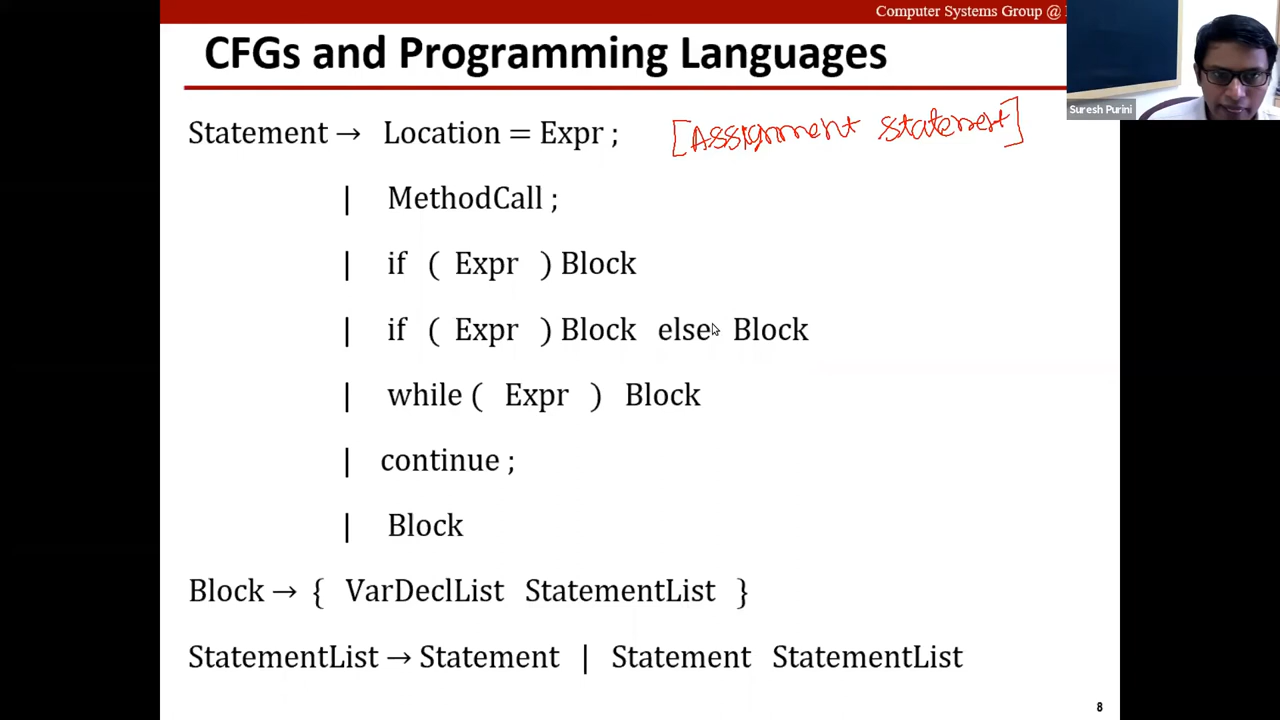 Computer Systems Group @
CFGs and Programming Languages
Suresh Purini
Statement → Location = Expr ; [Assignment statement]
| MethodCall ;
| if ( Expr ) Block
| if ( Expr ) Block else Block
| while ( Expr ) Block
| continue ;
| Block
Block → { VarDeclList StatementList }
StatementList → Statement | Statement StatementList
8